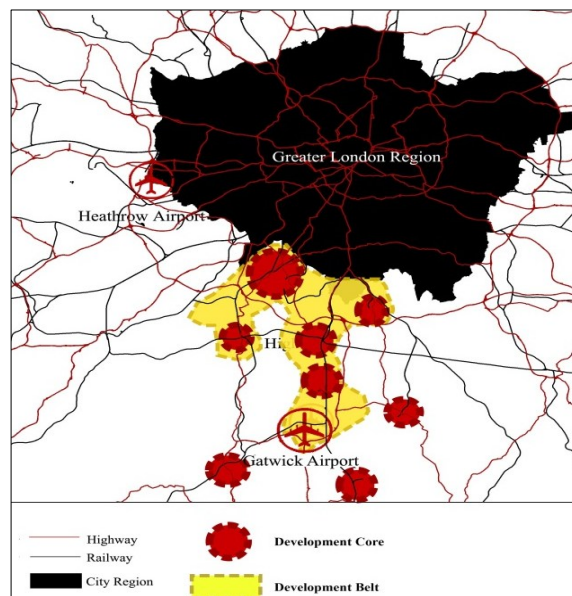 Greater London Region
Heathrow Airport
Gatwick Airport
Highway
Railway
City Region
Development Core
Development Belt